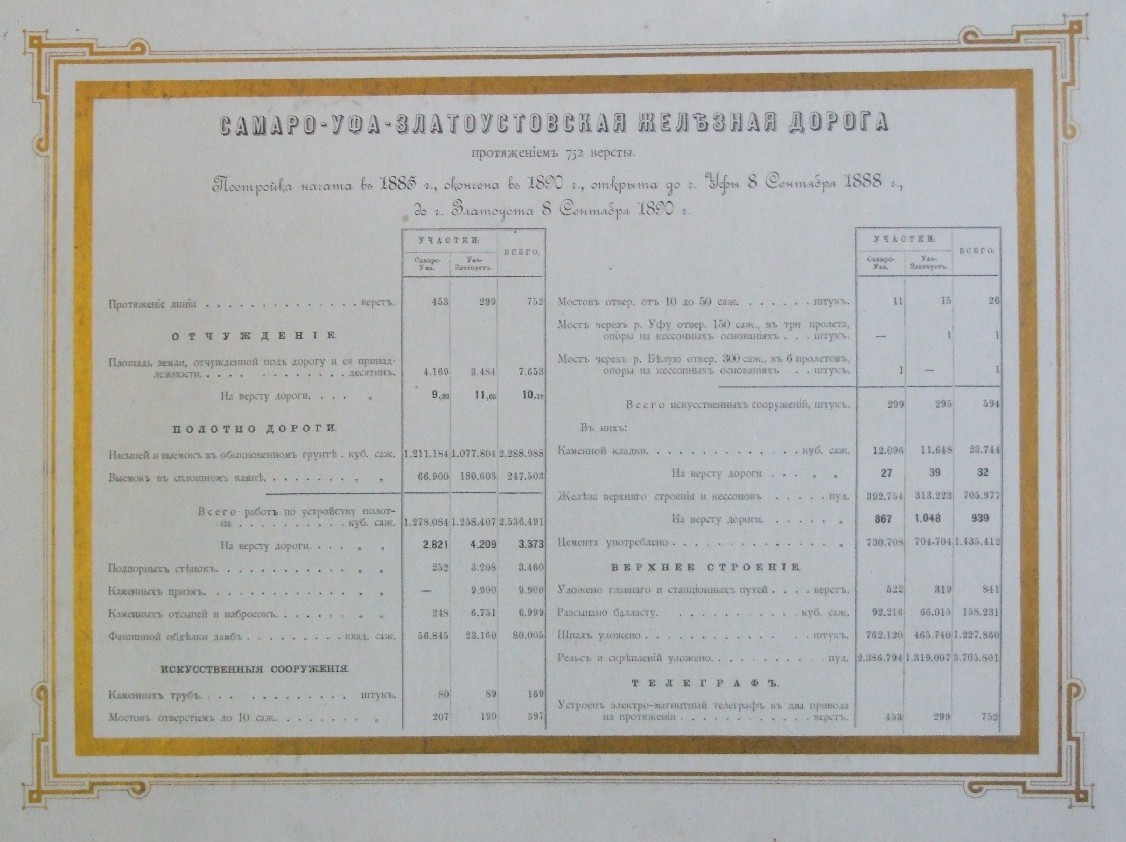 САМАРО-УФА-ЗЛАТОУСТОВСКАЯ ЖЕЛѢЗНАЯ ДОРОГА
протяженіемъ 752 версты.
Постройка начата въ 1885 г., окончена въ 1890 г., открыта до г. Уфы 8 Сентября 1888 г.,
до г. Златоуста 8 Сентября 1890 г.
УЧАСТКИ: ВСЕГО.
Самаро-Уфа. Уфа-Златоустъ.
Протяженіе линіи верстъ. 453 299 752
ОТЧУЖДЕНІЕ.
Площадь земли, отчужденной подъ дорогу и ея принад-
лежности. десятинъ. 4.169 3.484 7.653
На версту дороги. „ 9,20 11,65 10,18
ПОЛОТНО ДОРОГИ.
Насыпей и выемокъ въ обыкновенномъ грунтѣ. куб. саж. 1.211.184 1.077.804 2.288.988
Выемокъ въ сплошномъ камнѣ. „ „ 66.900 180.603 247.503
Всего работъ по устройству полот-
на куб. саж. 1.278.084 1.258.407 2.536.491
На версту дороги. „ „ 2.821 4.209 3.373
Подпорныхъ стѣнокъ. „ „ 252 3.208 3.460
Каменныхъ призмъ. „ — 9.900 9.900
Каменныхъ отсыпей и набросокъ. „ „ 248 6.751 6.999
Фашинной обдѣлки дамбъ квад. саж. 56.845 23.160 80.005
ИСКУССТВЕННЫЯ СООРУЖЕНІЯ.
Каменныхъ трубъ. штукъ. 80 89 169
Мостовъ отверстіемъ до 10 саж. „ 207 190 397
УЧАСТКИ: ВСЕГО.
Самаро-Уфа. Уфа-Златоустъ.
Мостовъ отвер. отъ 10 до 50 саж. штукъ. 11 15 26
Мостъ черезъ р. Уфу отвер. 150 саж., въ три пролета,
опоры на кессонныхъ основаніяхъ штукъ. — 1 1
Мостъ черезъ р. Бѣлую отвер. 300 саж., въ 6 пролетовъ,
опоры на кессонныхъ основаніяхъ штукъ. 1 — 1
Всего искусственныхъ сооруженій, штукъ. 299 295 594
Въ нихъ:
Каменной кладки. куб. саж. 12.096 11.648 23.744
На версту дороги „ „ 27 39 32
Желѣза верхняго строенія и кессоновъ пуд. 392.754 313.223 705.977
На версту дороги. „ 867 1.048 939
Цемента употреблено „ 730.708 704.704 1.435.412
ВЕРХНЕЕ СТРОЕНІЕ.
Уложено главнаго и станціонныхъ путей верстъ. 522 319 841
Разсыпано балласту. куб. саж. 92.216 66.015 158.231
Шпалъ уложено штукъ. 762.120 465.740 1.227.860
Рельсъ и скрѣпленій уложено. пуд. 2.386.794 1.319.007 3.705.801
ТЕЛЕГРАФЪ.
Устроенъ электро-магнитный телеграфъ въ два привода
на протяженіи верстъ. 453 299 752